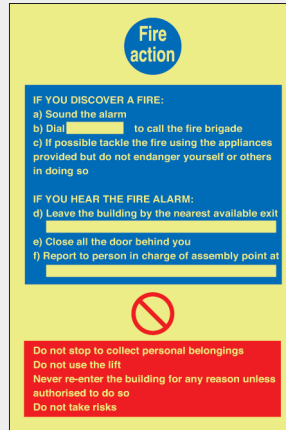 Fire
action
IF YOU DISCOVER A FIRE:
a) Sound the alarm
b) Dial to call the fire brigade
c) If possible tackle the fire using the appliances
provided but do not endanger yourself or others
in doing so
IF YOU HEAR THE FIRE ALARM:
d) Leave the building by the nearest available exit
e) Close all the door behind you
f) Report to person in charge of assembly point at
Do not stop to collect personal belongings
Do not use the lift
Never re-enter the building for any reason unless
authorised to do so
Do not take risks